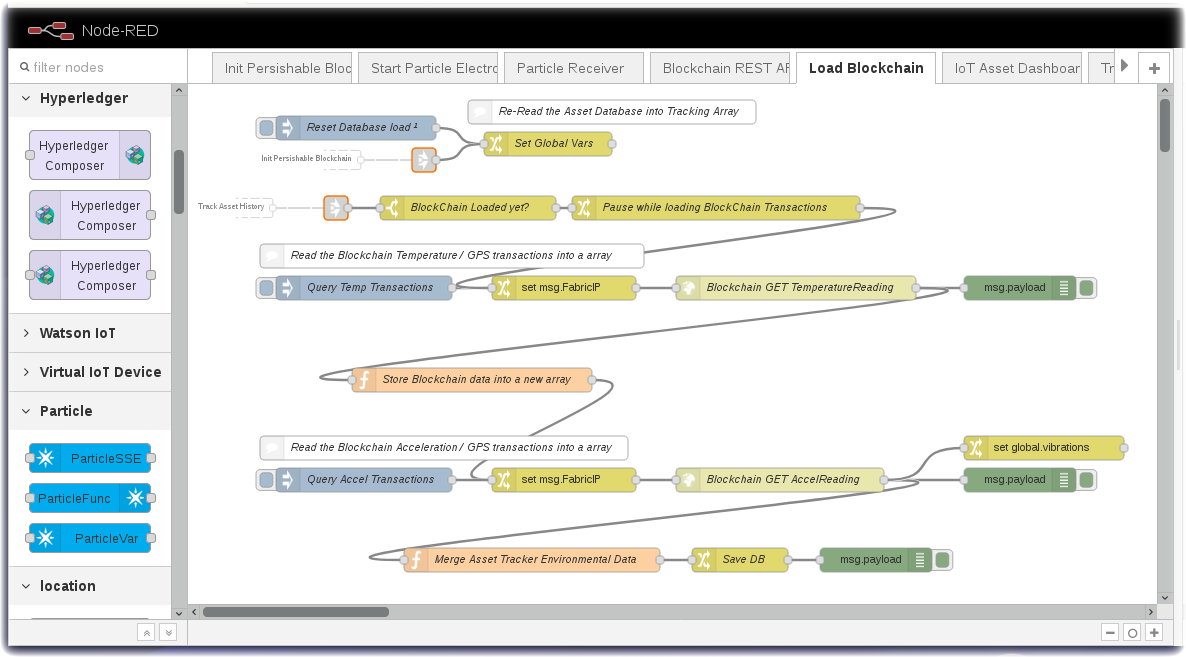 Node-RED
filter nodes
Init Persishable Bloc
Start Particle Electro
Particle Receiver
Blockchain REST AP
Load Blockchain
IoT Asset Dashboar
Tr
Hyperledger
Hyperledger
Composer
Hyperledger
Composer
Hyperledger
Composer
Watson IoT
Virtual IoT Device
Particle
ParticleSSE
ParticleFunc
ParticleVar
location
Re-Read the Asset Database into Tracking Array
Reset Database load ¹
Set Global Vars
Init Persishable Blockchain
Track Asset History
BlockChain Loaded yet?
Pause while loading BlockChain Transactions
Read the Blockchain Temperature / GPS transactions into a array
Query Temp Transactions
set msg.FabricIP
Blockchain GET TemperatureReading
msg.payload
Store Blockchain data into a new array
Read the Blockchain Acceleration / GPS transactions into a array
set global.vibrations
Query Accel Transactions
set msg.FabricIP
Blockchain GET AccelReading
msg.payload
Merge Asset Tracker Environmental Data
Save DB
msg.payload